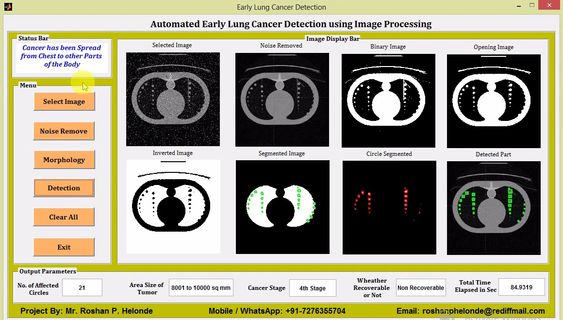 Early Lung Cancer Detection
Automated Early Lung Cancer Detection using Image Processing
Status Bar
Cancer has been Spread
from Chest to other Parts
of the Body
Menu
Select Image
Noise Remove
Morphology
Detection
Clear All
Exit
Image Display Bar
Selected Image
Noise Removed
Binary Image
Opening Image
Inverted Image
Segmented Image
Circle Segmented
Detected Part
Output Parameters
No. of Affected
Circles
21
Area Size of
Tumor
8001 to 10000 sq mm
Cancer Stage
4th Stage
Wheather
Recoverable
or Not
Non Recoverable
Total Time
Elapsed in Sec
84.9319
Project By: Mr. Roshan P. Helonde
Mobile / WhatsApp: +91-7276355704
Email: roshanphelonde@rediffmail.com